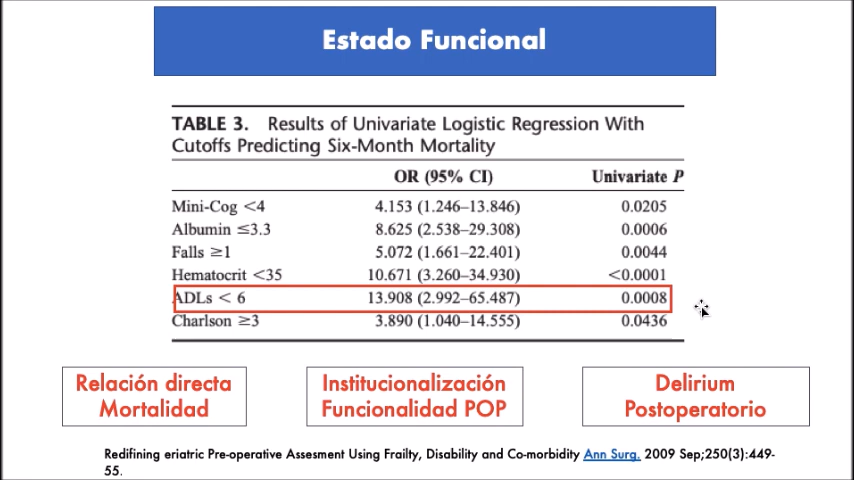 Estado Funcional
TABLE 3. Results of Univariate Logistic Regression With
Cutoffs Predicting Six-Month Mortality
OR (95% CI) Univariate P
Mini-Cog <4 4.153 (1.246–13.846) 0.0205
Albumin ≤3.3 8.625 (2.538–29.308) 0.0006
Falls ≥1 5.072 (1.661–22.401) 0.0044
Hematocrit <35 10.671 (3.260–34.930) <0.0001
ADLs < 6 13.908 (2.992–65.487) 0.0008
Charlson ≥3 3.890 (1.040–14.555) 0.0436
Relación directa
Mortalidad
Institucionalización
Funcionalidad POP
Delirium
Postoperatorio
Redifining eriatric Pre-operative Assesment Using Frailty, Disability and Co-morbidity Ann Surg. 2009 Sep;250(3):449-
55.